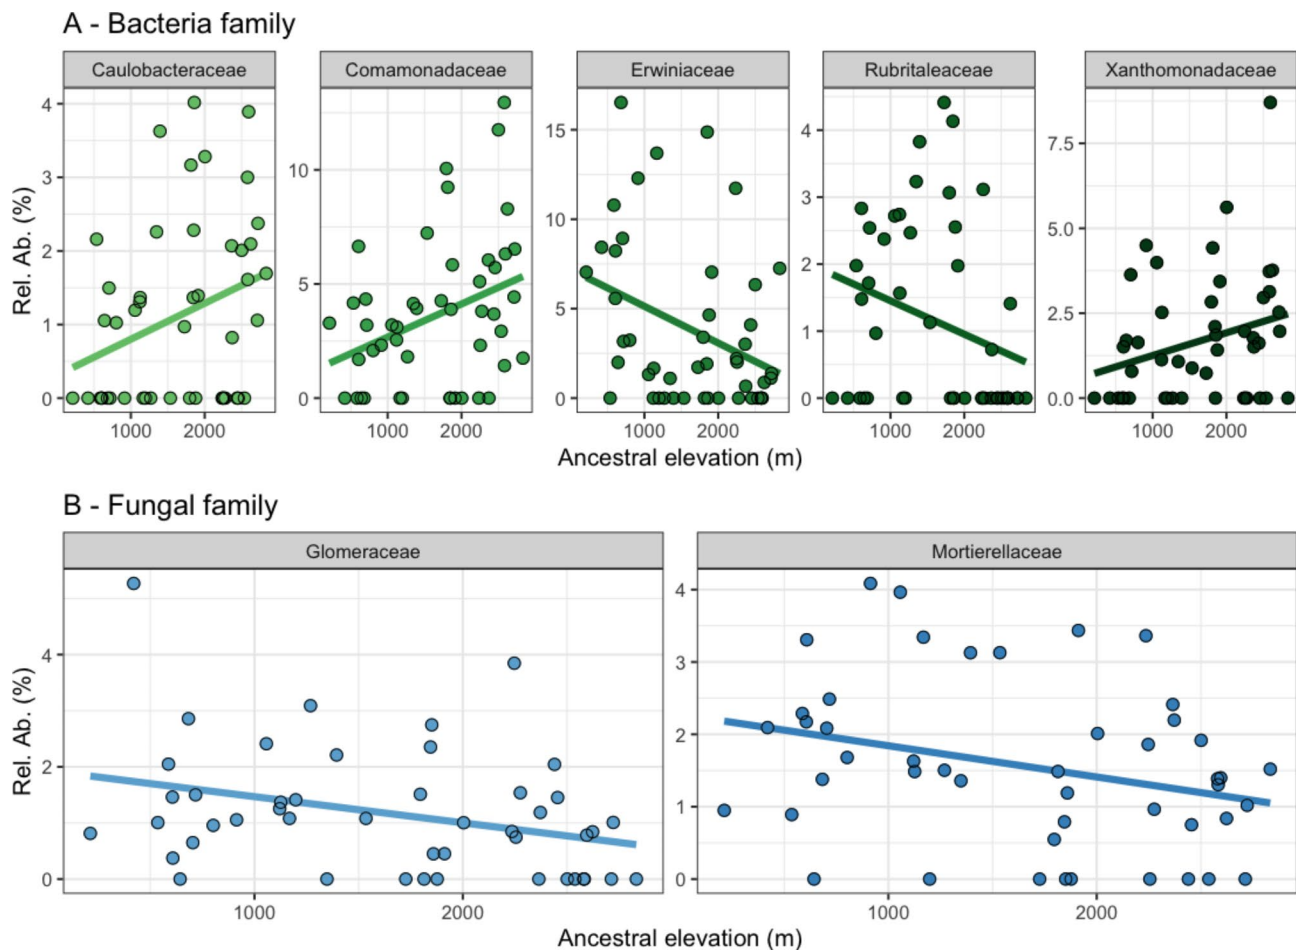 A - Bacteria family
Caulobacteraceae
Comamonadaceae
Erwiniaceae
Rubritaleaceae
Xanthomonadaceae
Rel. Ab. (%)
4
3
2
1
0
10
5
0
15
10
5
0
4
3
2
1
0
7.5
5.0
2.5
0.0
1000 2000
1000 2000
1000 2000
1000 2000
1000 2000
Ancestral elevation (m)
B - Fungal family
Glomeraceae
Mortierellaceae
Rel. Ab. (%)
4
2
0
4
3
2
1
0
1000 2000
1000 2000
Ancestral elevation (m)